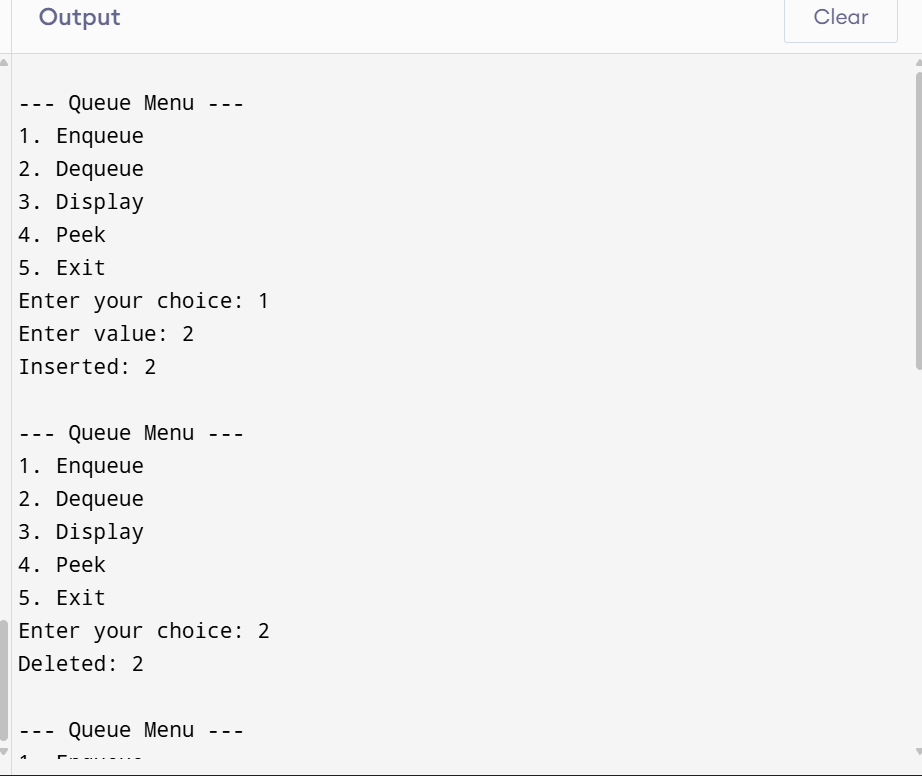 Output
Clear
--- Queue Menu ---
1. Enqueue
2. Dequeue
3. Display
4. Peek
5. Exit
Enter your choice: 1
Enter value: 2
Inserted: 2
--- Queue Menu ---
1. Enqueue
2. Dequeue
3. Display
4. Peek
5. Exit
Enter your choice: 2
Deleted: 2
--- Queue Menu ---
1. Enqueue